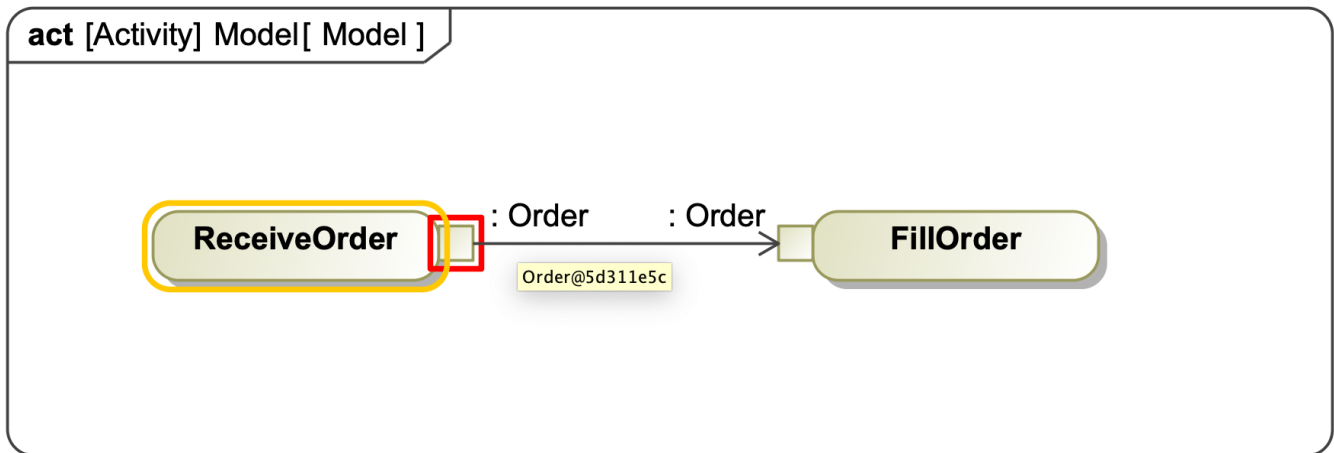 act [Activity] Model[ Model ]
: Order : Order
ReceiveOrder FillOrder
Order@5d311e5c